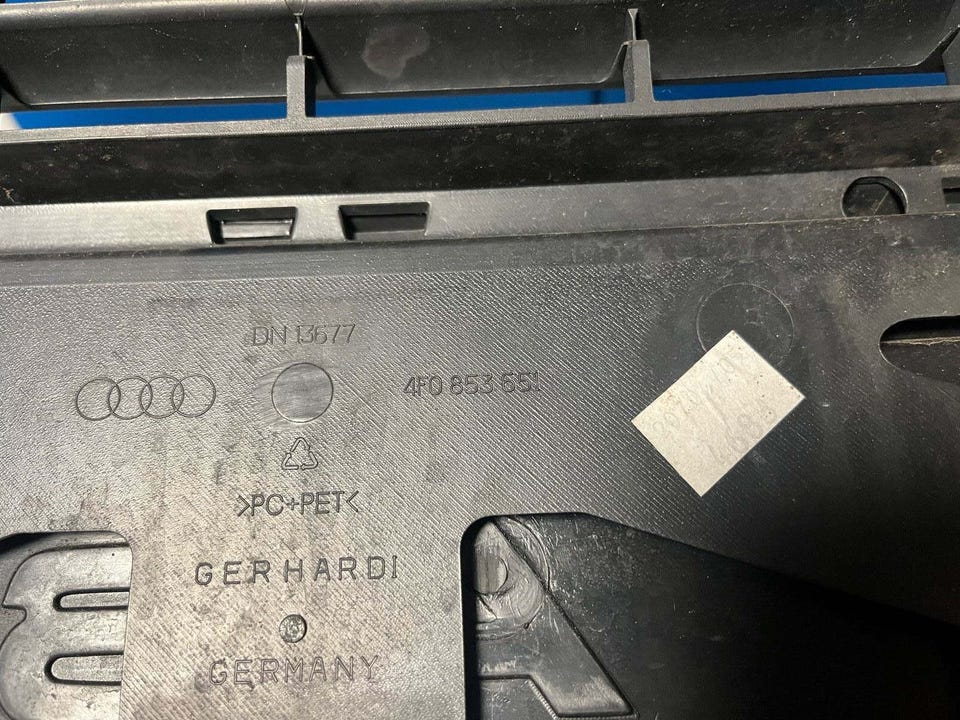 DN 13677
4F0 853 651
>PC+PET<
GERHARDI
GERMANY